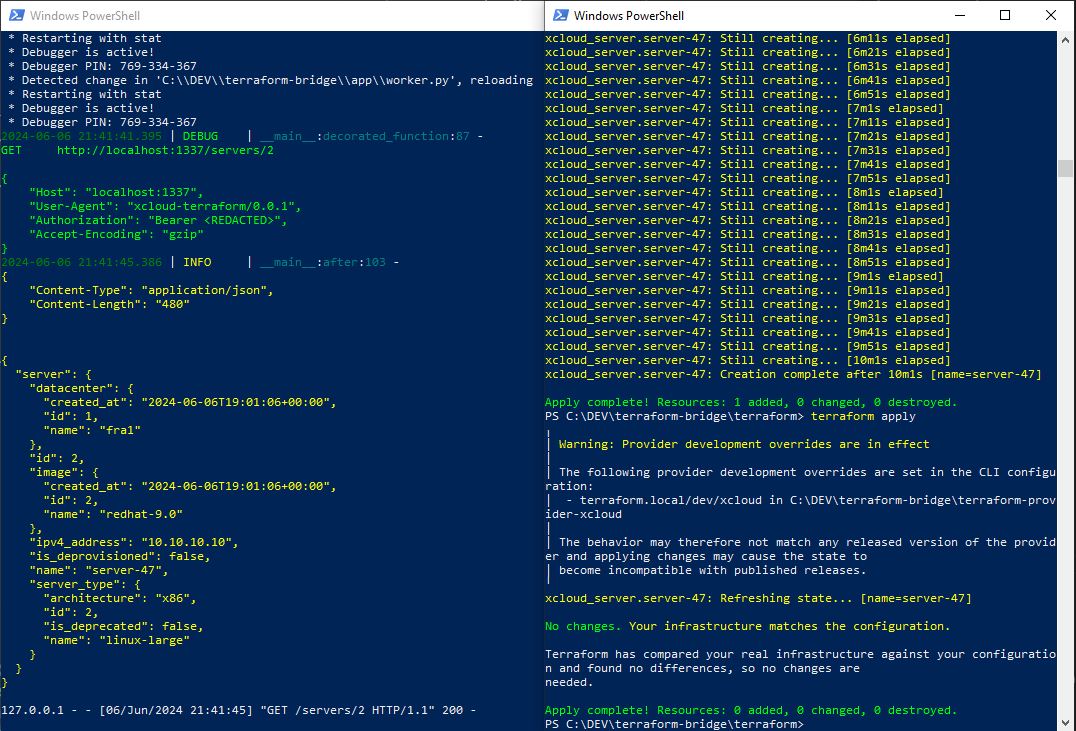 Windows PowerShell
 * Restarting with stat
 * Debugger is active!
 * Debugger PIN: 769-334-367
 * Detected change in 'C:\\DEV\\terraform-bridge\\app\\worker.py', reloading
 * Restarting with stat
 * Debugger is active!
 * Debugger PIN: 769-334-367
2024-06-06 21:41:41.395 | DEBUG    | __main__:decorated_function:87 -
GET     http://localhost:1337/servers/2
{
    "Host": "localhost:1337",
    "User-Agent": "xcloud-terraform/0.0.1",
    "Authorization": "Bearer <REDACTED>",
    "Accept-Encoding": "gzip"
}
2024-06-06 21:41:45.386 | INFO     | __main__:after:103 -
{
    "Content-Type": "application/json",
    "Content-Length": "480"
}
{
  "server": {
    "datacenter": {
      "created_at": "2024-06-06T19:01:06+00:00",
      "id": 1,
      "name": "fra1"
    },
    "id": 2,
    "image": {
      "created_at": "2024-06-06T19:01:06+00:00",
      "id": 2,
      "name": "redhat-9.0"
    },
    "ipv4_address": "10.10.10.10",
    "is_deprovisioned": false,
    "name": "server-47",
    "server_type": {
      "architecture": "x86",
      "id": 2,
      "is_deprecated": false,
      "name": "linux-large"
    }
  }
}
127.0.0.1 - - [06/Jun/2024 21:41:45] "GET /servers/2 HTTP/1.1" 200 -
Windows PowerShell
xcloud_server.server-47: Still creating... [6m11s elapsed]
xcloud_server.server-47: Still creating... [6m21s elapsed]
xcloud_server.server-47: Still creating... [6m31s elapsed]
xcloud_server.server-47: Still creating... [6m41s elapsed]
xcloud_server.server-47: Still creating... [6m51s elapsed]
xcloud_server.server-47: Still creating... [7m1s elapsed]
xcloud_server.server-47: Still creating... [7m11s elapsed]
xcloud_server.server-47: Still creating... [7m21s elapsed]
xcloud_server.server-47: Still creating... [7m31s elapsed]
xcloud_server.server-47: Still creating... [7m41s elapsed]
xcloud_server.server-47: Still creating... [7m51s elapsed]
xcloud_server.server-47: Still creating... [8m1s elapsed]
xcloud_server.server-47: Still creating... [8m11s elapsed]
xcloud_server.server-47: Still creating... [8m21s elapsed]
xcloud_server.server-47: Still creating... [8m31s elapsed]
xcloud_server.server-47: Still creating... [8m41s elapsed]
xcloud_server.server-47: Still creating... [8m51s elapsed]
xcloud_server.server-47: Still creating... [9m1s elapsed]
xcloud_server.server-47: Still creating... [9m11s elapsed]
xcloud_server.server-47: Still creating... [9m21s elapsed]
xcloud_server.server-47: Still creating... [9m31s elapsed]
xcloud_server.server-47: Still creating... [9m41s elapsed]
xcloud_server.server-47: Still creating... [9m51s elapsed]
xcloud_server.server-47: Still creating... [10m1s elapsed]
xcloud_server.server-47: Creation complete after 10m1s [name=server-47]
Apply complete! Resources: 1 added, 0 changed, 0 destroyed.
PS C:\DEV\terraform-bridge\terraform> terraform apply
│ Warning: Provider development overrides are in effect
│ The following provider development overrides are set in the CLI configu
ration:
│  - terraform.local/dev/xcloud in C:\DEV\terraform-bridge\terraform-prov
ider-xcloud
│ The behavior may therefore not match any released version of the provid
er and applying changes may cause the state to
│ become incompatible with published releases.
xcloud_server.server-47: Refreshing state... [name=server-47]
No changes. Your infrastructure matches the configuration.
Terraform has compared your real infrastructure against your configuratio
n and found no differences, so no changes are
needed.
Apply complete! Resources: 0 added, 0 changed, 0 destroyed.
PS C:\DEV\terraform-bridge\terraform>